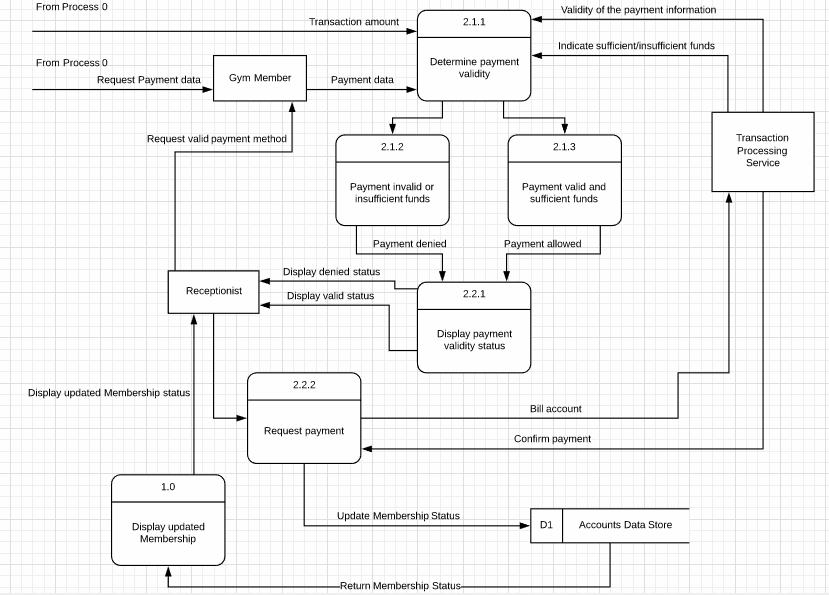 From Process 0
Transaction amount
2.1.1
Validity of the payment information
Determine payment
validity
Indicate sufficient/insufficient funds
From Process 0
Request Payment data
Gym Member
Payment data
Transaction
Processing
Service
Request valid payment method
2.1.2
Payment invalid or
insufficient funds
2.1.3
Payment valid and
sufficient funds
Payment denied
Payment allowed
Receptionist
Display denied status
Display valid status
2.2.1
Display payment
validity status
Display updated Membership status
2.2.2
Request payment
Bill account
Confirm payment
1.0
Display updated
Membership
Update Membership Status
D1
Accounts Data Store
Return Membership Status